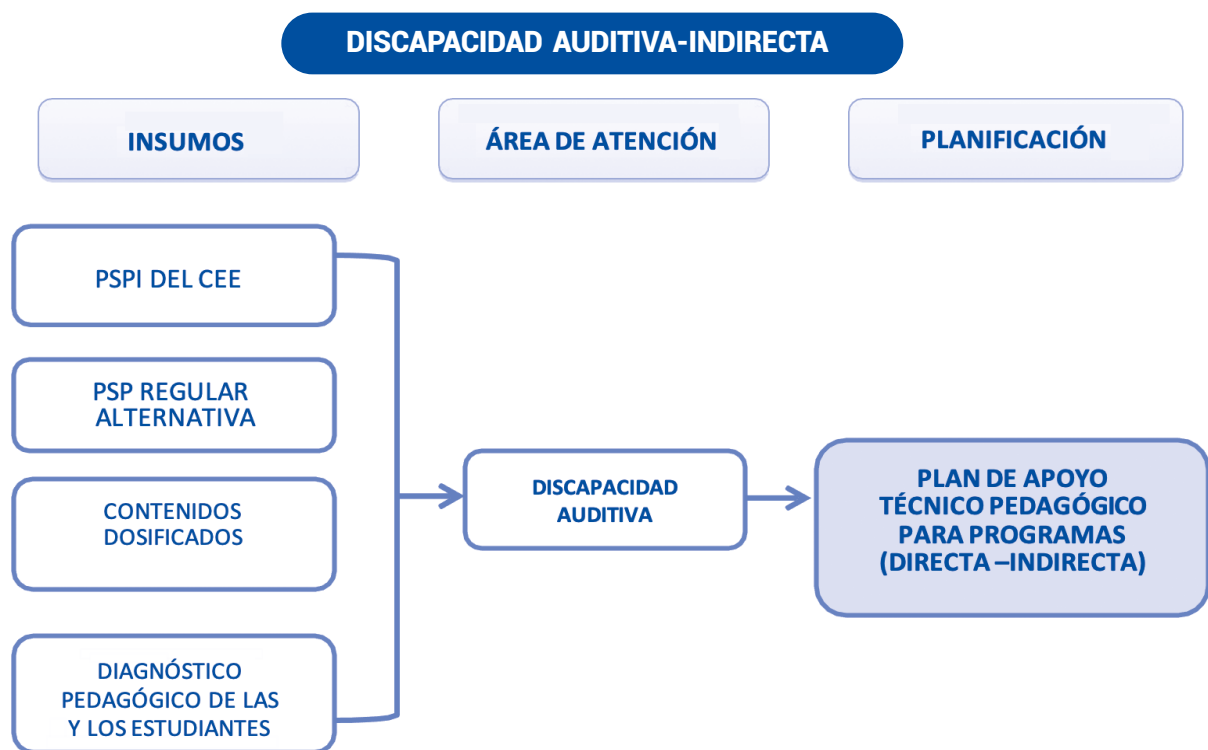 DISCAPACIDAD AUDITIVA-INDIRECTA
INSUMOS
ÁREA DE ATENCIÓN
PLANIFICACIÓN
PSPI DEL CEE
PSP REGULAR
ALTERNATIVA
CONTENIDOS
DOSIFICADOS
DIAGNÓSTICO
PEDAGÓGICO DE LAS
Y LOS ESTUDIANTES
DISCAPACIDAD
AUDITIVA
PLAN DE APOYO
TÉCNICO PEDAGÓGICO
PARA PROGRAMAS
(DIRECTA –INDIRECTA)